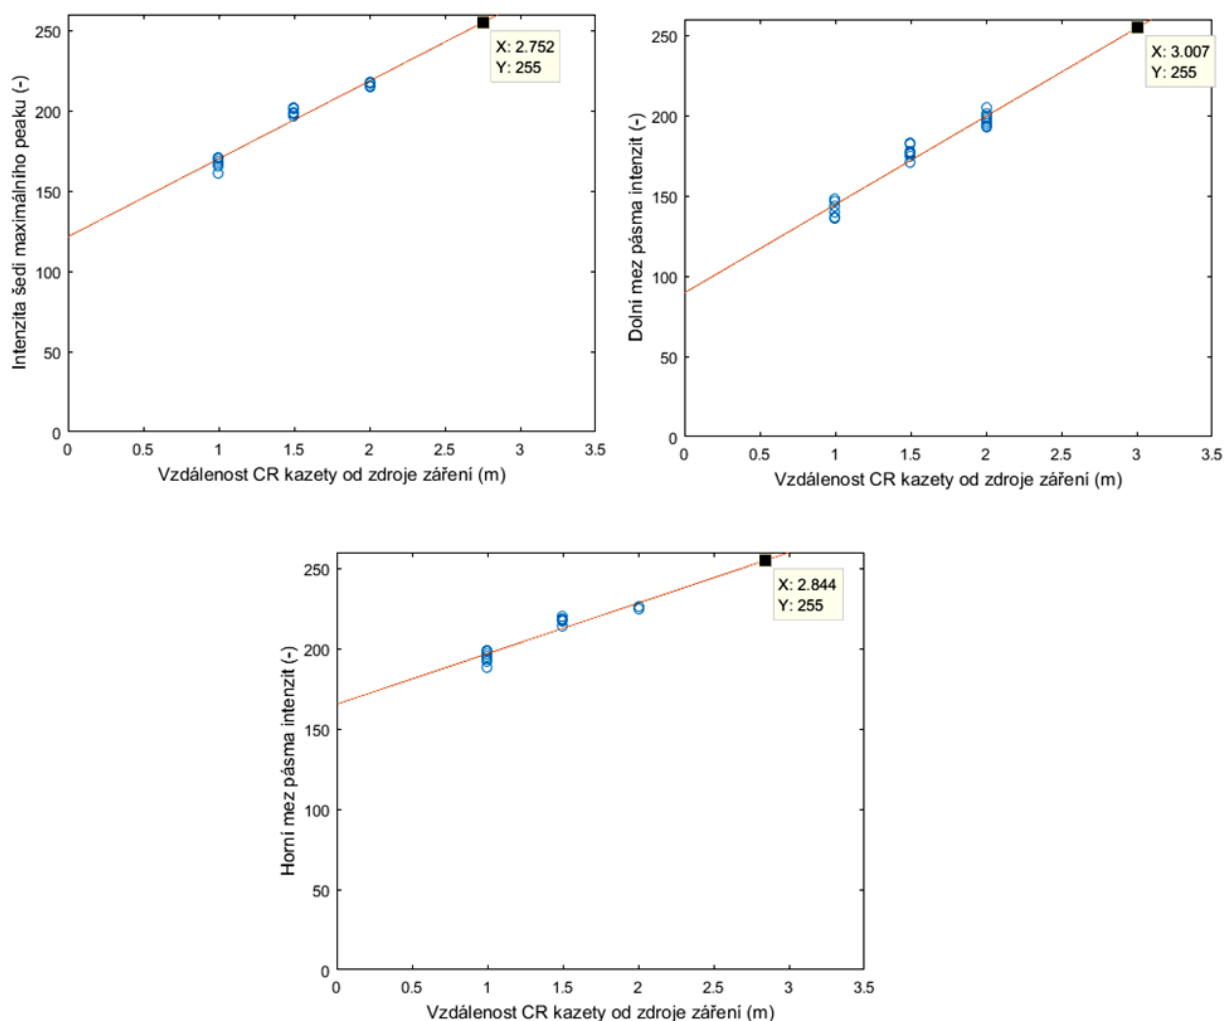 250
200
150
100
50
0
Intenzita šedi maximálního peaku (-)
X: 2.752
Y: 255
0 0.5 1 1.5 2 2.5 3 3.5
Vzdálenost CR kazety od zdroje záření (m)
250
200
150
100
50
0
Dolní mez pásma intenzit (-)
X: 3.007
Y: 255
0 0.5 1 1.5 2 2.5 3 3.5
Vzdálenost CR kazety od zdroje záření (m)
250
200
150
100
50
0
Horní mez pásma intenzit (-)
X: 2.844
Y: 255
0 0.5 1 1.5 2 2.5 3 3.5
Vzdálenost CR kazety od zdroje záření (m)